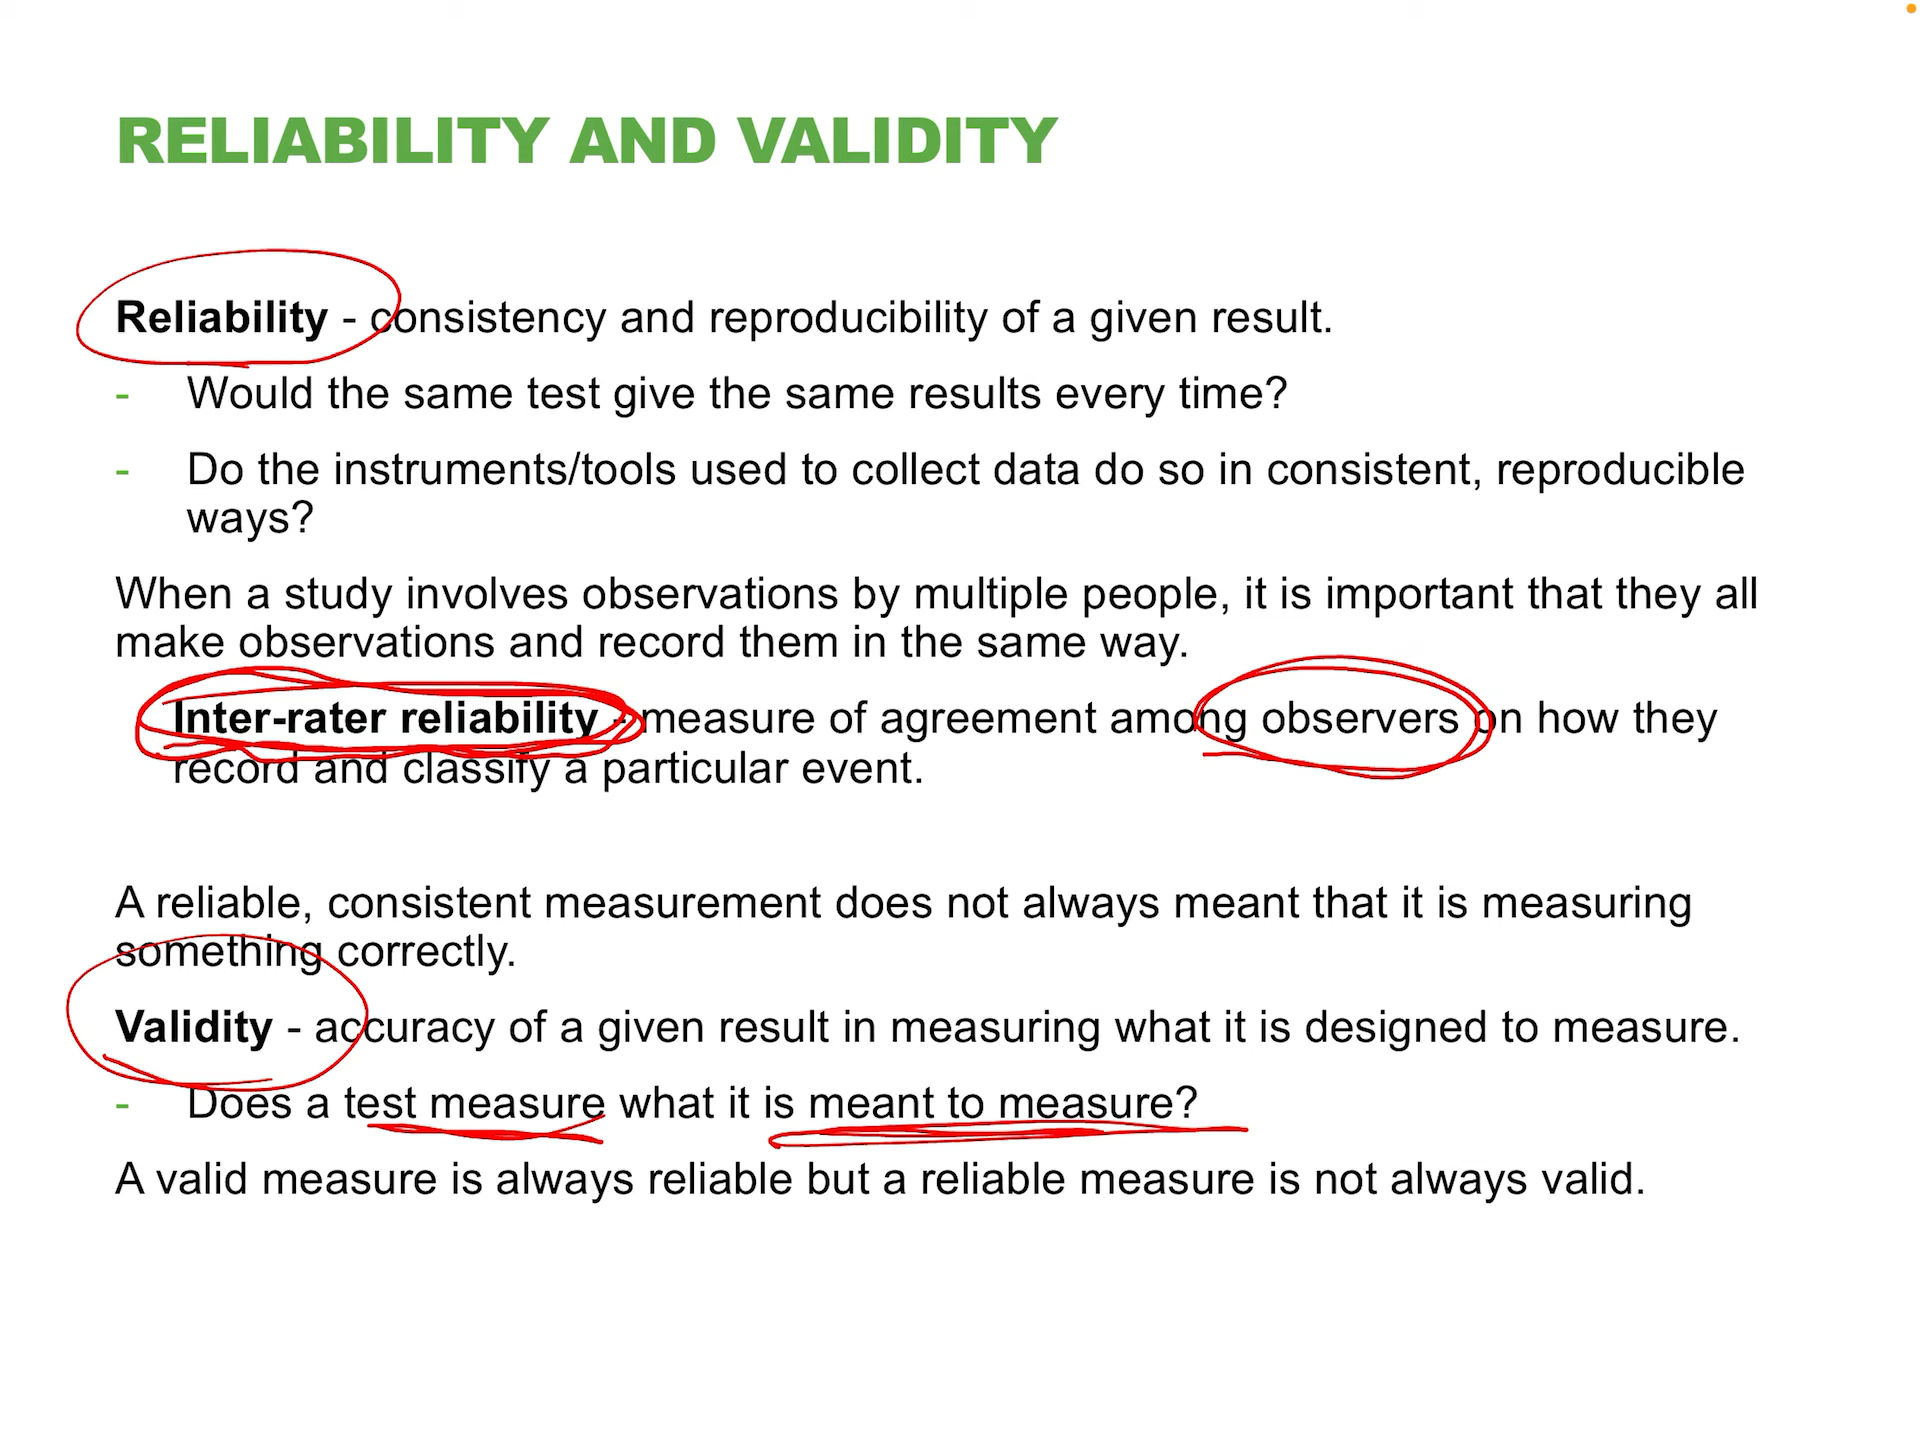 RELIABILITY AND VALIDITY
Reliability - consistency and reproducibility of a given result.
- Would the same test give the same results every time?
- Do the instruments/tools used to collect data do so in consistent, reproducible
ways?
When a study involves observations by multiple people, it is important that they all
make observations and record them in the same way.
Inter-rater reliability - measure of agreement among observers on how they
record and classify a particular event.
A reliable, consistent measurement does not always meant that it is measuring
something correctly.
Validity - accuracy of a given result in measuring what it is designed to measure.
- Does a test measure what it is meant to measure?
A valid measure is always reliable but a reliable measure is not always valid.